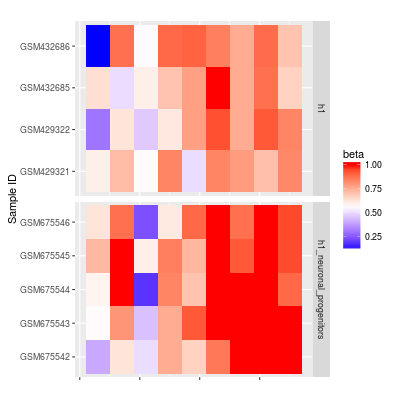 GSM432686
GSM432685
GSM429322
GSM429321
h1
GSM675546
GSM675545
GSM675544
GSM675543
GSM675542
h1_neuronal_progenitors
Sample ID
beta
1.00
0.75
0.50
0.25